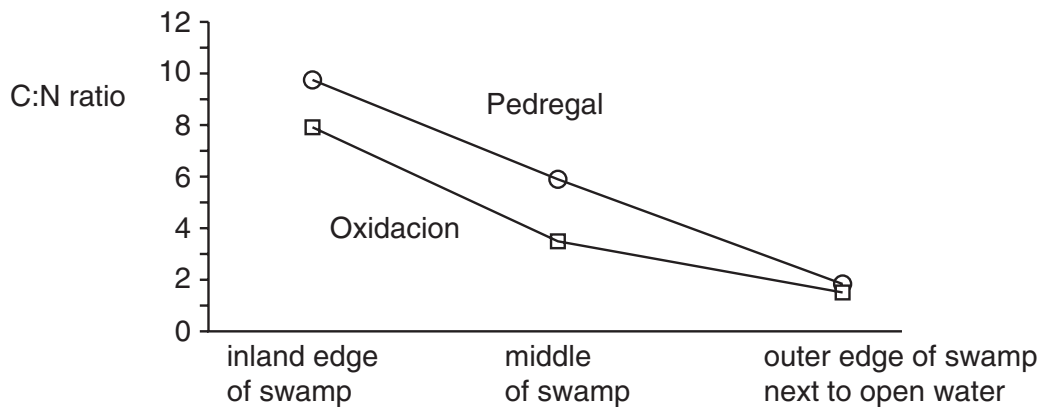 12
10
C:N ratio
8
6
4
2
0
Pedregal
Oxidacion
inland edge
of swamp
middle
of swamp
outer edge of swamp
next to open water